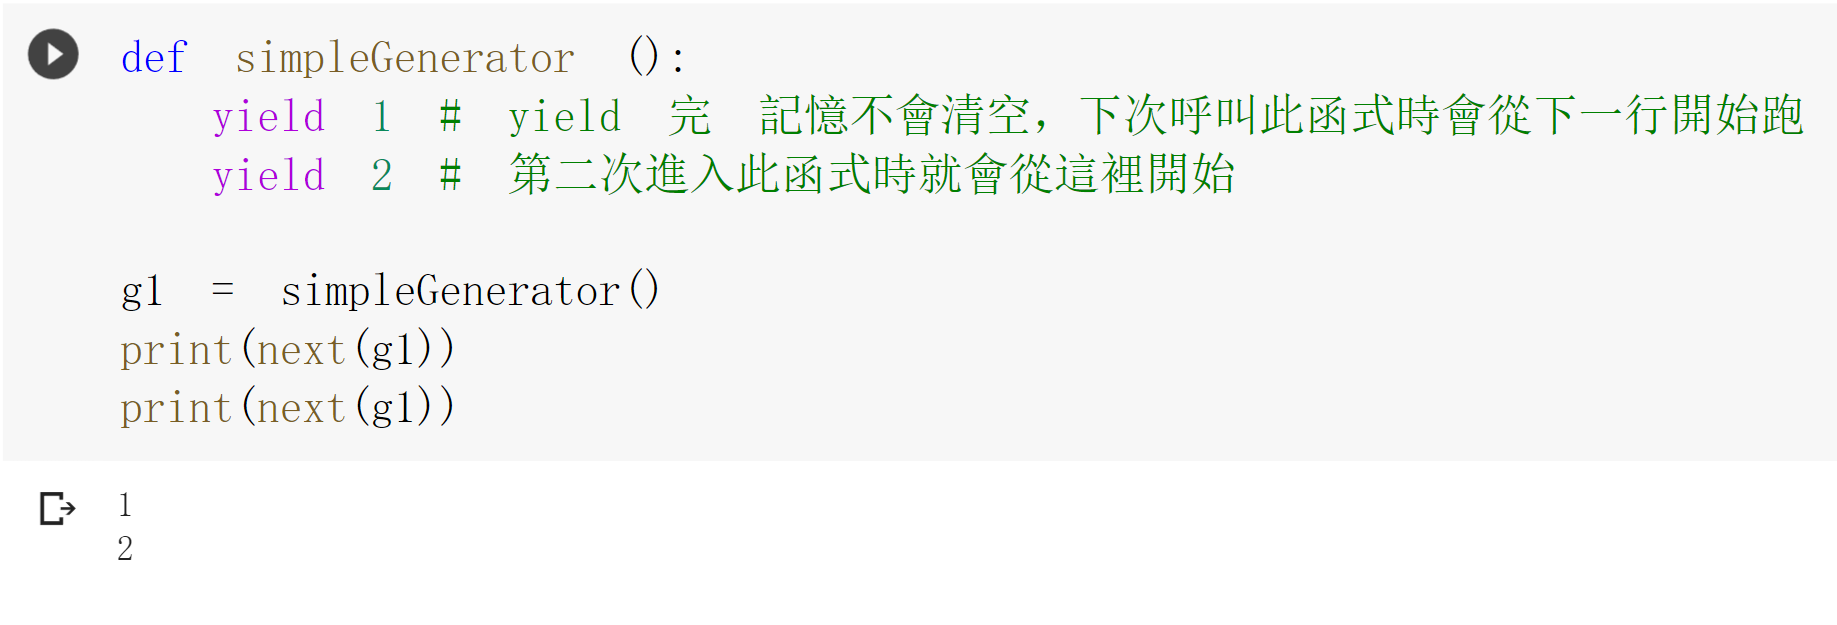 def simpleGenerator ():
yield 1 # yield 完 記憶不會清空，下次呼叫此函式時會從下一行開始跑
yield 2 # 第二次進入此函式時就會從這裡開始
g1 = simpleGenerator()
print(next(g1))
print(next(g1))
1
2